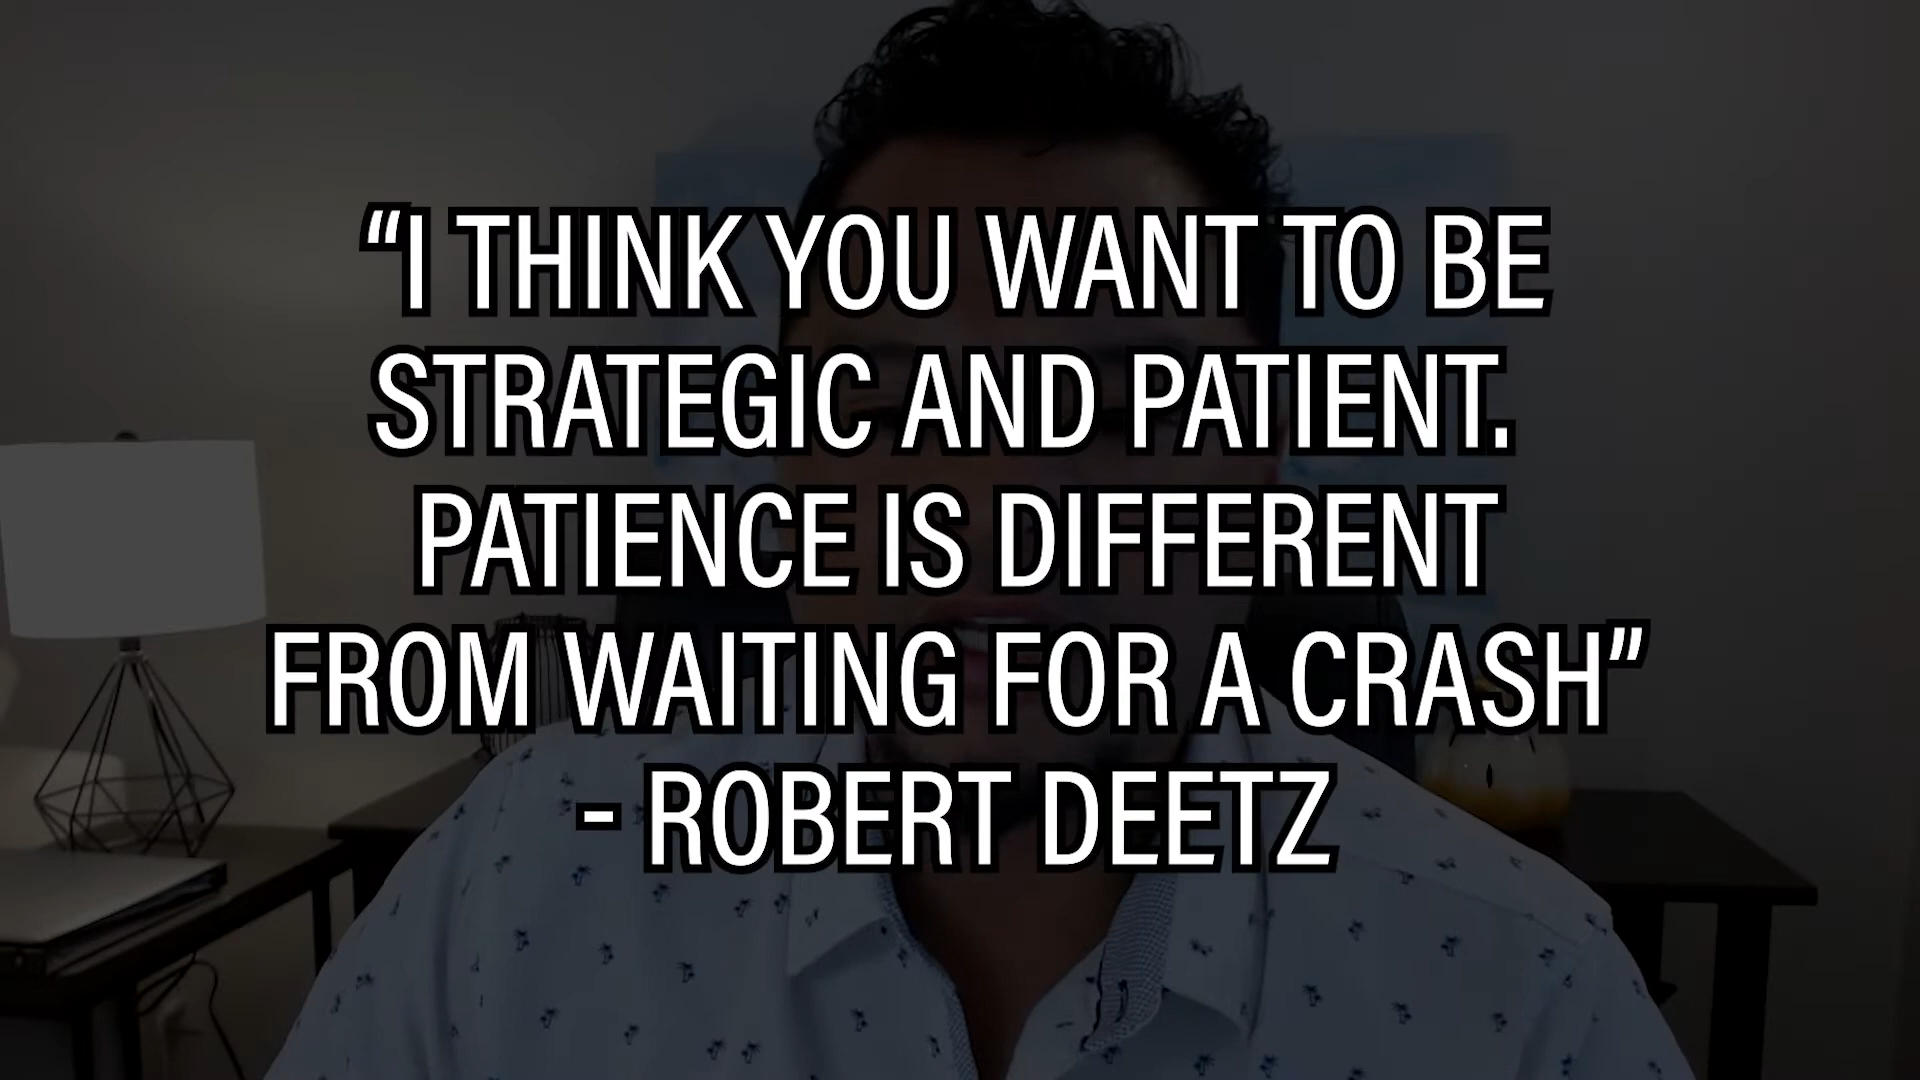 “I THINK YOU WANT TO BE
STRATEGIC AND PATIENT.
PATIENCE IS DIFFERENT
FROM WAITING FOR A CRASH”
- ROBERT DEETZ